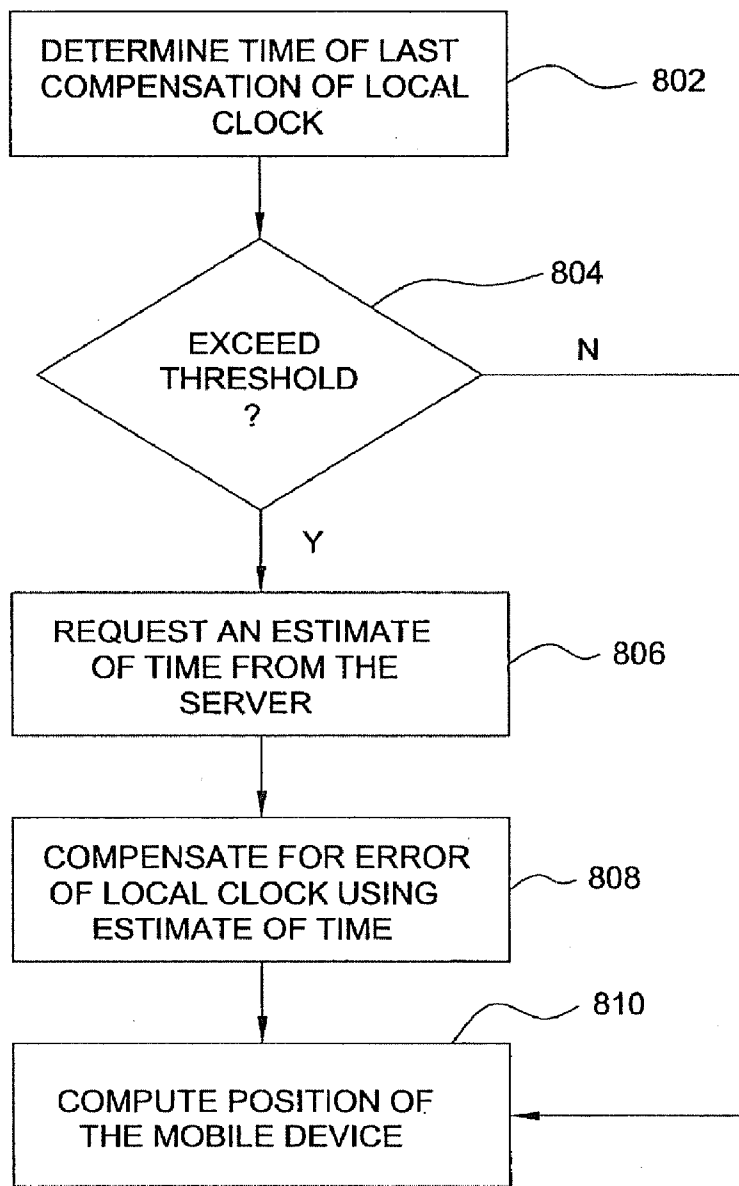 DETERMINE TIME OF LAST
COMPENSATION OF LOCAL
CLOCK
802
804
EXCEED
THRESHOLD
?
N
Y
REQUEST AN ESTIMATE
OF TIME FROM THE
SERVER
806
COMPENSATE FOR ERROR
OF LOCAL CLOCK USING
ESTIMATE OF TIME
808
810
COMPUTE POSITION OF
THE MOBILE DEVICE